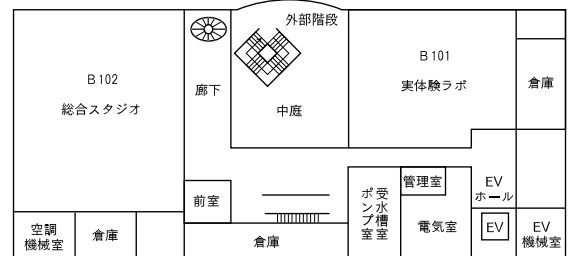 外部階段
B102
総合スタジオ
廊下
中庭
B101
実体験ラボ
倉庫
前室
受水槽室
ポンプ室
管理室
電気室
EV
ホール
EV
EV
機械室
空調
機械室
倉庫
倉庫